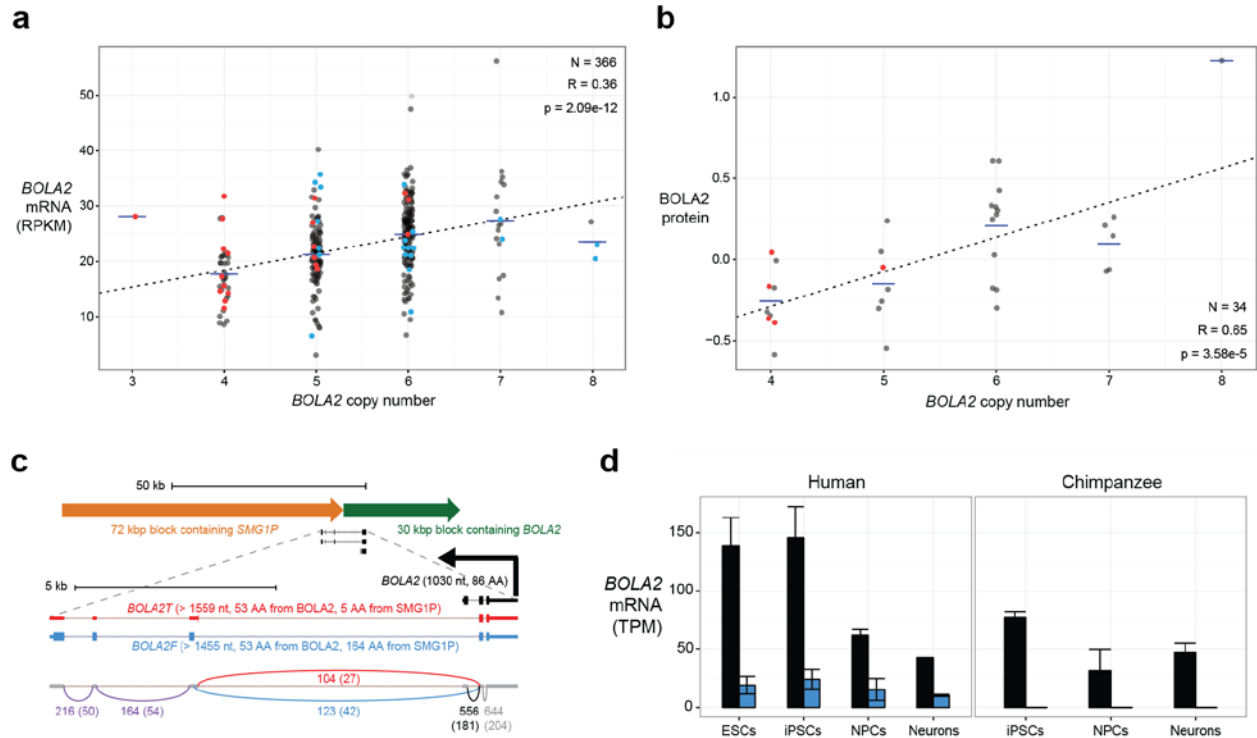 a
N = 366
R = 0.36
p = 2.09e-12
BOLA2
mRNA
(RPKM)
50
40
30
20
10
3 4 5 6 7 8
BOLA2 copy number
b
BOLA2
protein
1.0
0.5
0.0
−0.5
N = 34
R = 0.65
p = 3.58e-5
4 5 6 7 8
BOLA2 copy number
c
50 kb
72 kbp block containing SMG1P
30 kbp block containing BOLA2
5 kb
BOLA2 (1030 nt, 86 AA)
BOLA2T (> 1559 nt, 53 AA from BOLA2, 5 AA from SMG1P)
BOLA2F (> 1455 nt, 53 AA from BOLA2, 164 AA from SMG1P)
104 (27)
216 (50)
164 (54)
123 (42)
556
(181)
644
(204)
d
Human
Chimpanzee
BOLA2
mRNA
(TPM)
150
100
50
0
ESCs iPSCs NPCs Neurons
iPSCs NPCs Neurons